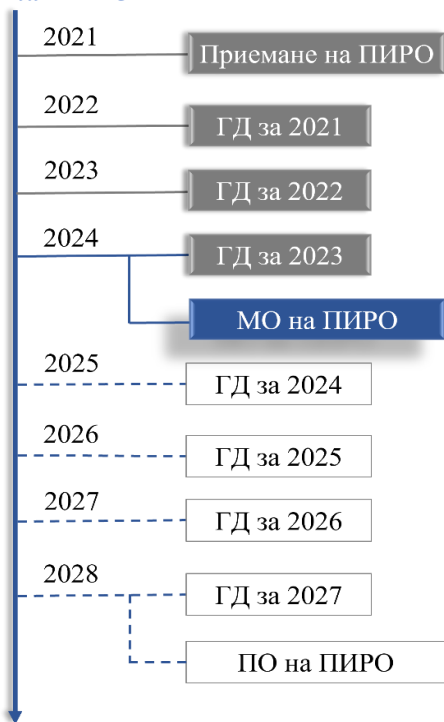 2021
Приемане на ПИРО
2022
ГД за 2021
2023
ГД за 2022
2024
ГД за 2023
МО на ПИРО
2025
ГД за 2024
2026
ГД за 2025
2027
ГД за 2026
2028
ГД за 2027
ПО на ПИРО